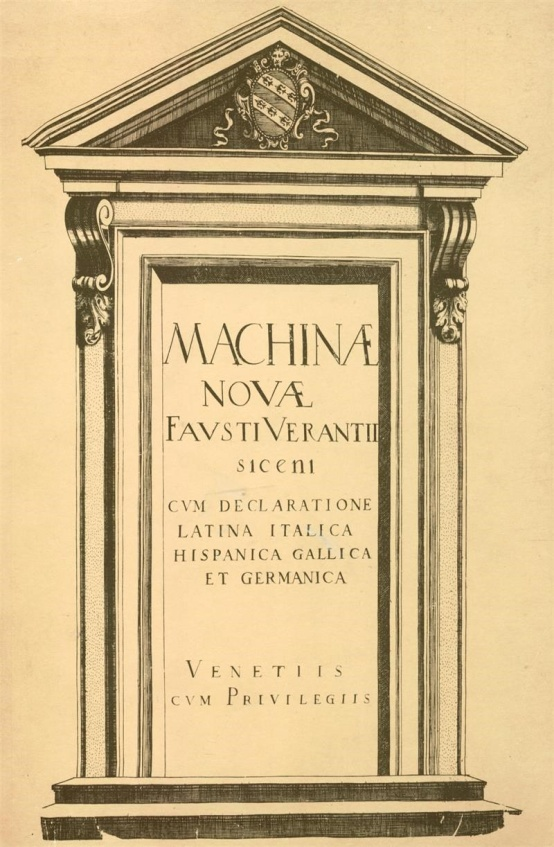 MACHINÆ
NOVÆ
FAVSTI VERANTII
siceni
CVM DECLARATIONE
LATINA ITALICA
HISPANICA GALLICA
ET GERMANICA
VENETIIS
CVM PRIVILEGIIS